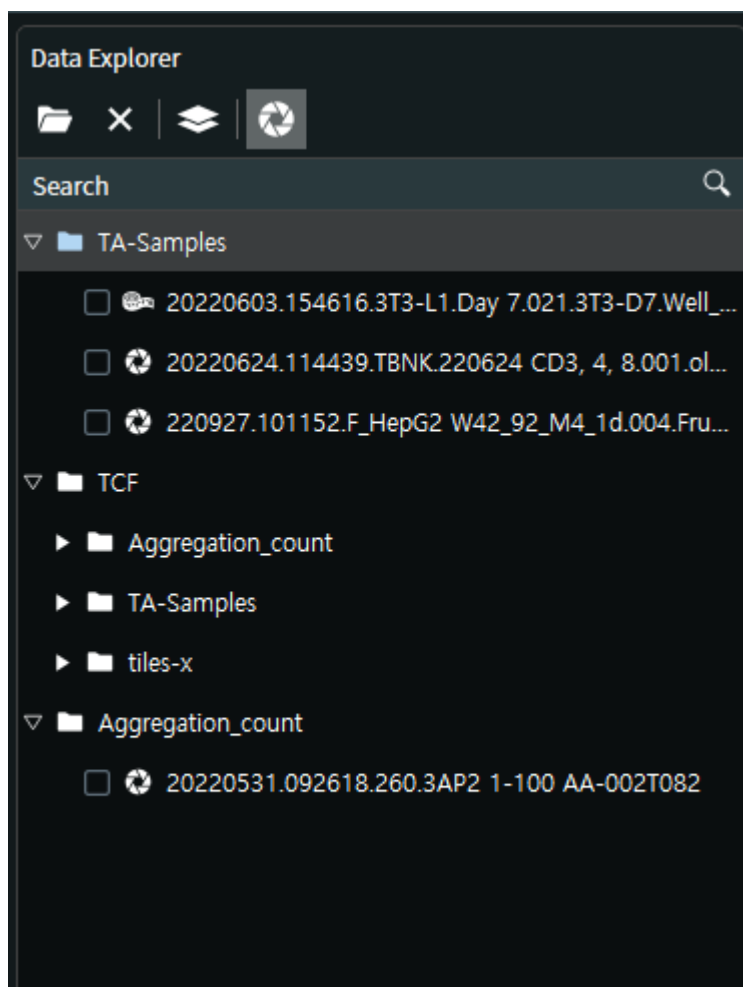 Data Explorer
Search
TA-Samples
20220603.154616.3T3-L1.Day 7.021.3T3-D7.Well_...
20220624.114439.TBNK.220624 CD3, 4, 8.001.ol...
220927.101152.F_HepG2 W42_92_M4_1d.004.Fru...
TCF
Aggregation_count
TA-Samples
tiles-x
Aggregation_count
20220531.092618.260.3AP2 1-100 AA-002T082